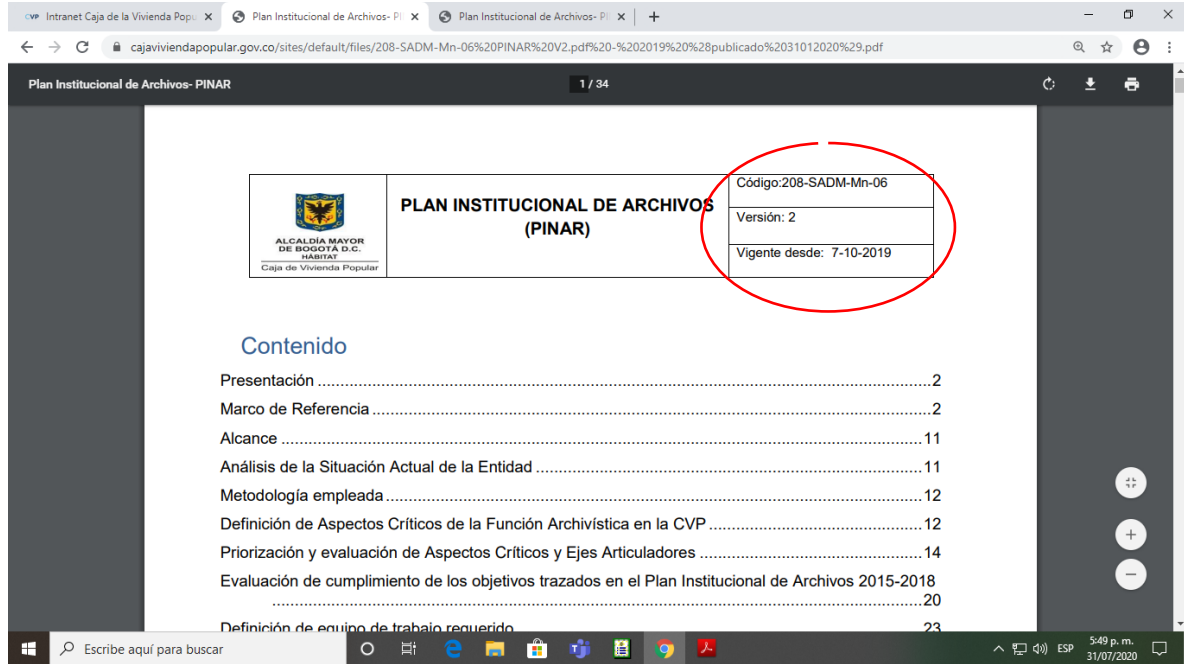 CVP Intranet Caja de la Vivienda Popu
Plan Institucional de Archivos- P
Plan Institucional de Archivos- P
cajaviviendapopular.gov.co/sites/default/files/208-SADM-Mn-06%20PINAR%20V2.pdf%20-%202019%20%28publicado%2031012020%29.pdf
Plan Institucional de Archivos- PINAR
1 / 34
ALCALDÍA MAYOR
DE BOGOTÁ D.C.
HÁBITAT
Caja de Vivienda Popular
PLAN INSTITUCIONAL DE ARCHIVOS
(PINAR)
Código:208-SADM-Mn-06
Versión: 2
Vigente desde: 7-10-2019
Contenido
Presentación ........ 2
Marco de Referencia ........ 2
Alcance ........ 11
Análisis de la Situación Actual de la Entidad ........ 11
Metodología empleada ........ 12
Definición de Aspectos Críticos de la Función Archivística en la CVP ........ 12
Priorización y evaluación de Aspectos Críticos y Ejes Articuladores ........ 14
Evaluación de cumplimiento de los objetivos trazados en el Plan Institucional de Archivos 2015-2018
........ 20
Definición de equipo de trabajo requerido ........ 23
Escribe aquí para buscar
ESP
5:49 p. m.
31/07/2020